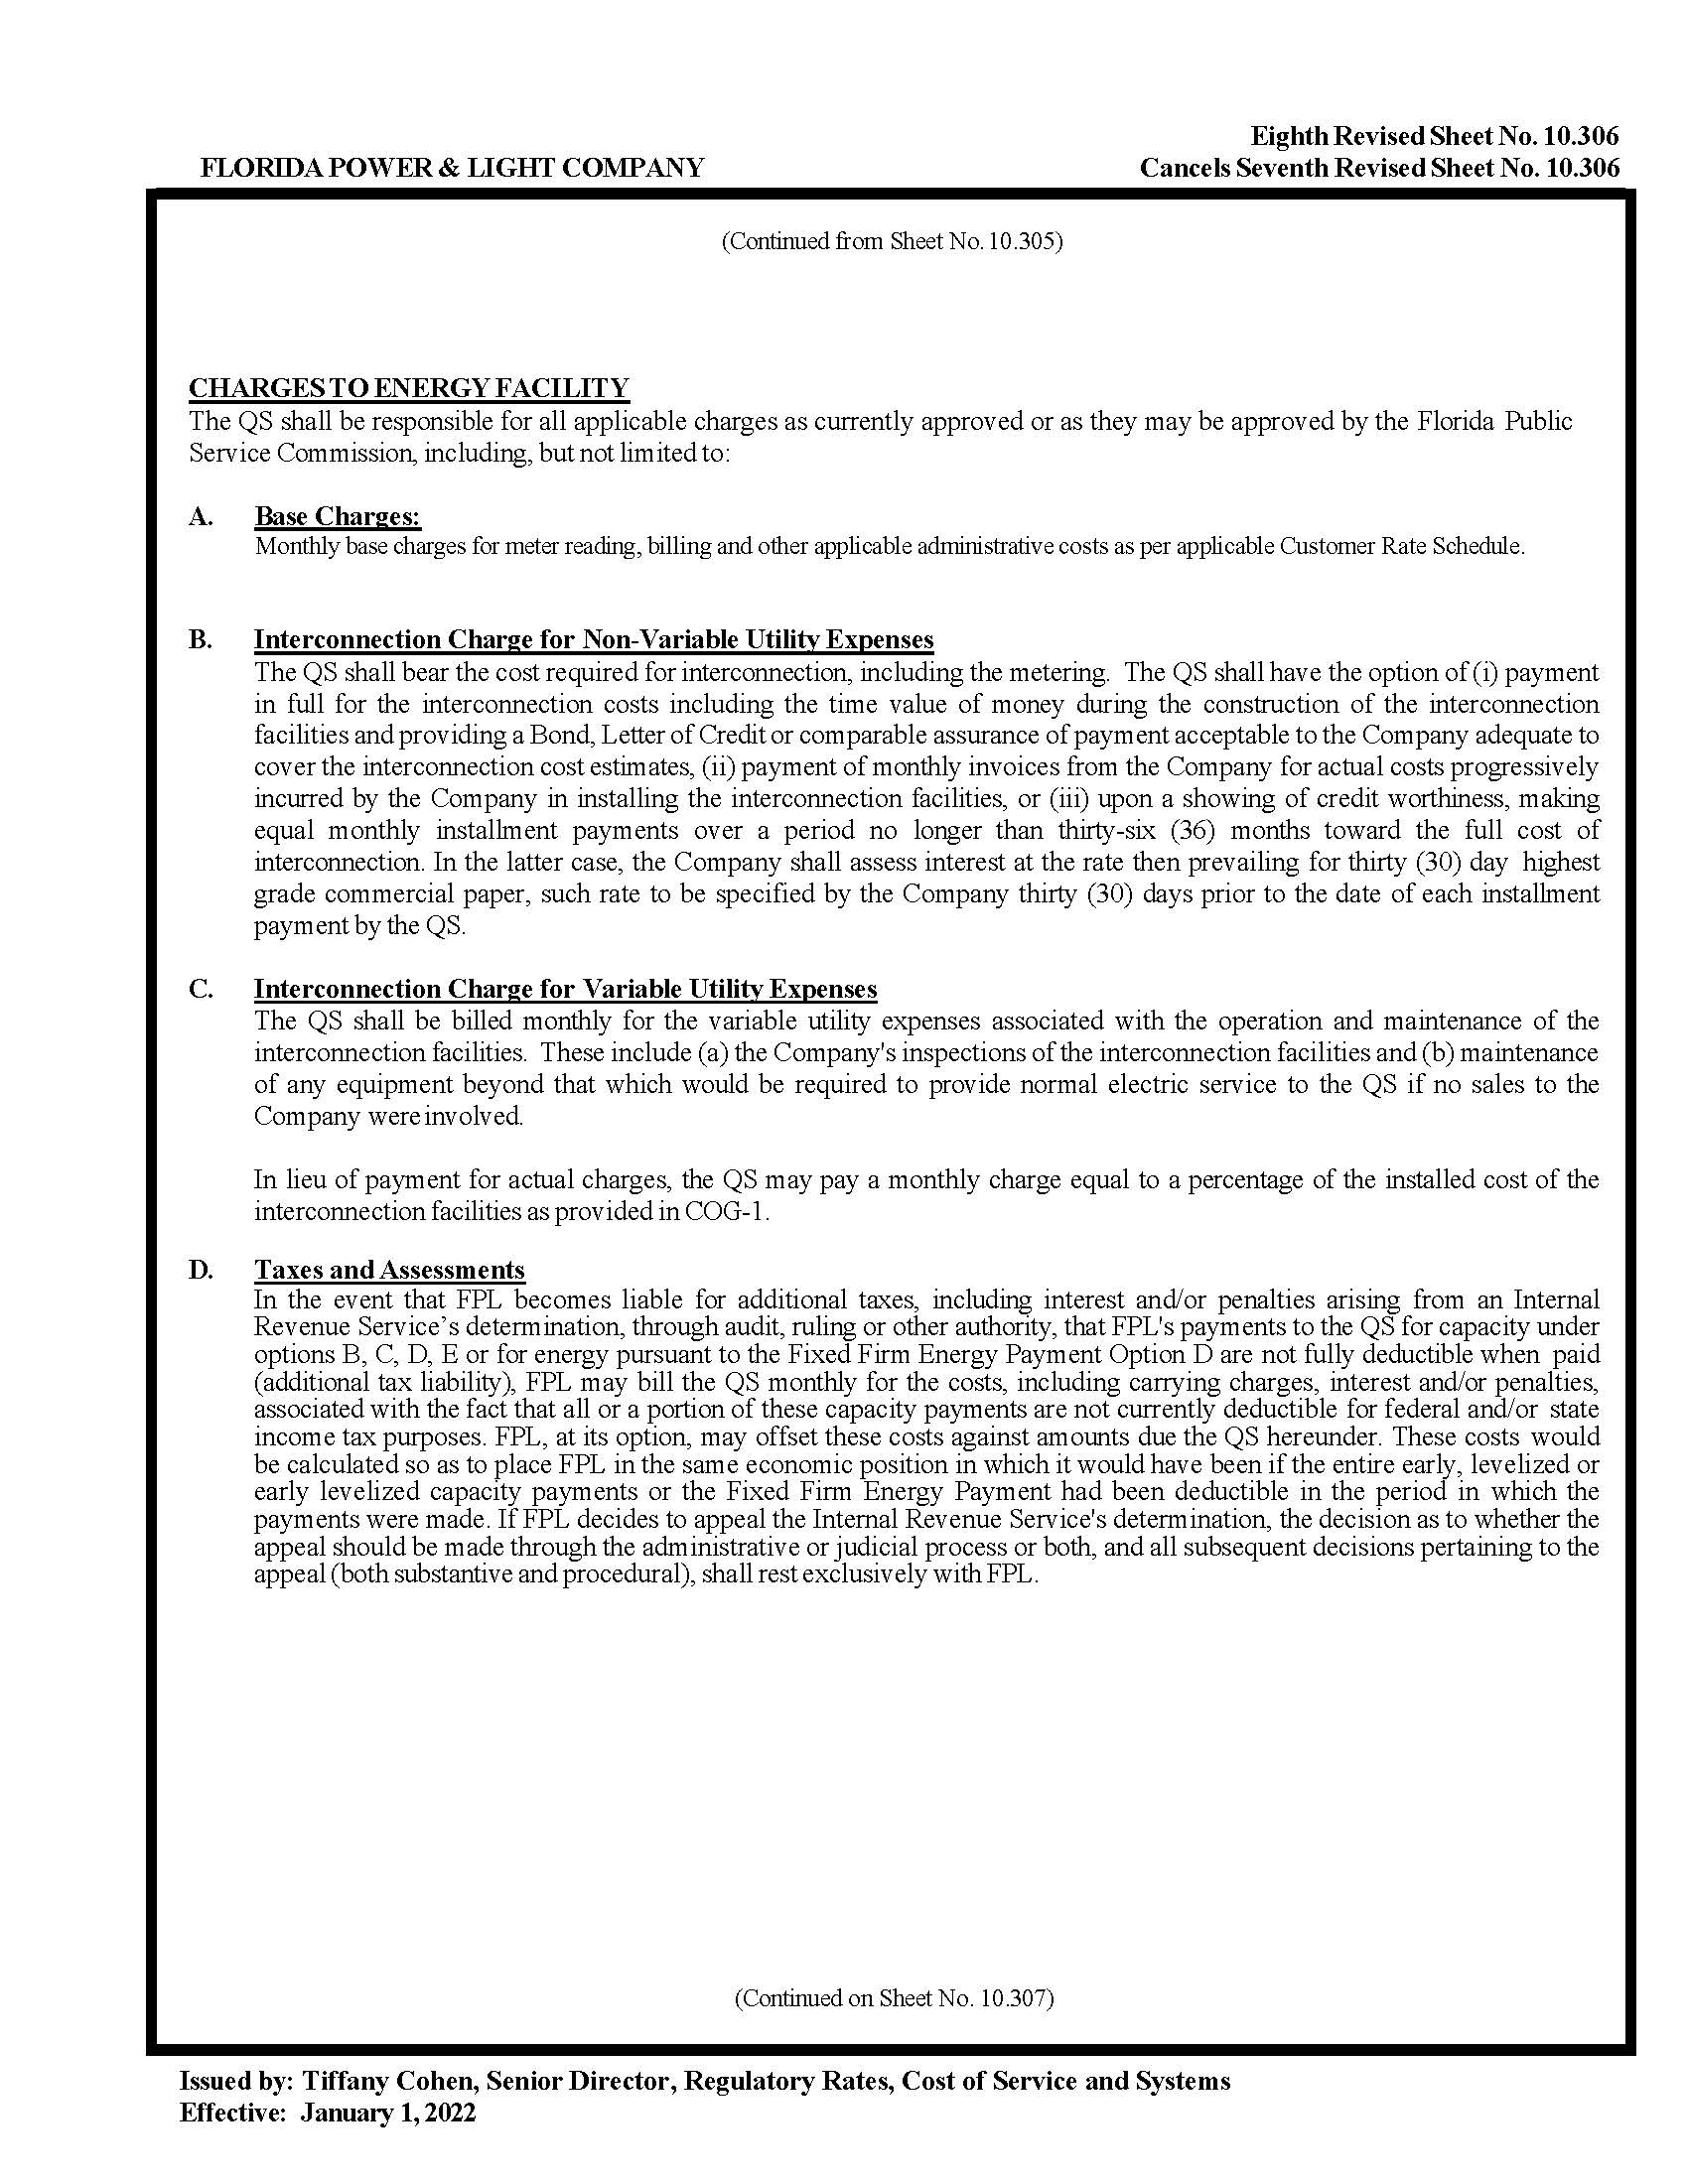 Eighth Revised Sheet No. 10.306
FLORIDA POWER & LIGHT COMPANY Cancels Seventh Revised Sheet No. 10.306
(Continued from Sheet No. 10.305)
CHARGES TO ENERGY FACILITY
The QS shall be responsible for all applicable charges as currently approved or as they may be approved by the Florida Public
Service Commission, including, but not limited to:
A. Base Charges:
Monthly base charges for meter reading, billing and other applicable administrative costs as per applicable Customer Rate Schedule.
B. Interconnection Charge for Non-Variable Utility Expenses
The QS shall bear the cost required for interconnection, including the metering. The QS shall have the option of (i) payment
in full for the interconnection costs including the time value of money during the construction of the interconnection
facilities and providing a Bond, Letter of Credit or comparable assurance of payment acceptable to the Company adequate to
cover the interconnection cost estimates, (ii) payment of monthly invoices from the Company for actual costs progressively
incurred by the Company in installing the interconnection facilities, or (iii) upon a showing of credit worthiness, making
equal monthly installment payments over a period no longer than thirty-six (36) months toward the full cost of
interconnection. In the latter case, the Company shall assess interest at the rate then prevailing for thirty (30) day highest
grade commercial paper, such rate to be specified by the Company thirty (30) days prior to the date of each installment
payment by the QS.
C. Interconnection Charge for Variable Utility Expenses
The QS shall be billed monthly for the variable utility expenses associated with the operation and maintenance of the
interconnection facilities. These include (a) the Company's inspections of the interconnection facilities and (b) maintenance
of any equipment beyond that which would be required to provide normal electric service to the QS if no sales to the
Company were involved.
In lieu of payment for actual charges, the QS may pay a monthly charge equal to a percentage of the installed cost of the
interconnection facilities as provided in COG-1.
D. Taxes and Assessments
In the event that FPL becomes liable for additional taxes, including interest and/or penalties arising from an Internal
Revenue Service’s determination, through audit, ruling or other authority, that FPL's payments to the QS for capacity under
options B, C, D, E or for energy pursuant to the Fixed Firm Energy Payment Option D are not fully deductible when paid
(additional tax liability), FPL may bill the QS monthly for the costs, including carrying charges, interest and/or penalties,
associated with the fact that all or a portion of these capacity payments are not currently deductible for federal and/or state
income tax purposes. FPL, at its option, may offset these costs against amounts due the QS hereunder. These costs would
be calculated so as to place FPL in the same economic position in which it would have been if the entire early, levelized or
early levelized capacity payments or the Fixed Firm Energy Payment had been deductible in the period in which the
payments were made. If FPL decides to appeal the Internal Revenue Service's determination, the decision as to whether the
appeal should be made through the administrative or judicial process or both, and all subsequent decisions pertaining to the
appeal (both substantive and procedural), shall rest exclusively with FPL.
(Continued on Sheet No. 10.307)
Issued by: Tiffany Cohen, Senior Director, Regulatory Rates, Cost of Service and Systems
Effective: January 1, 2022